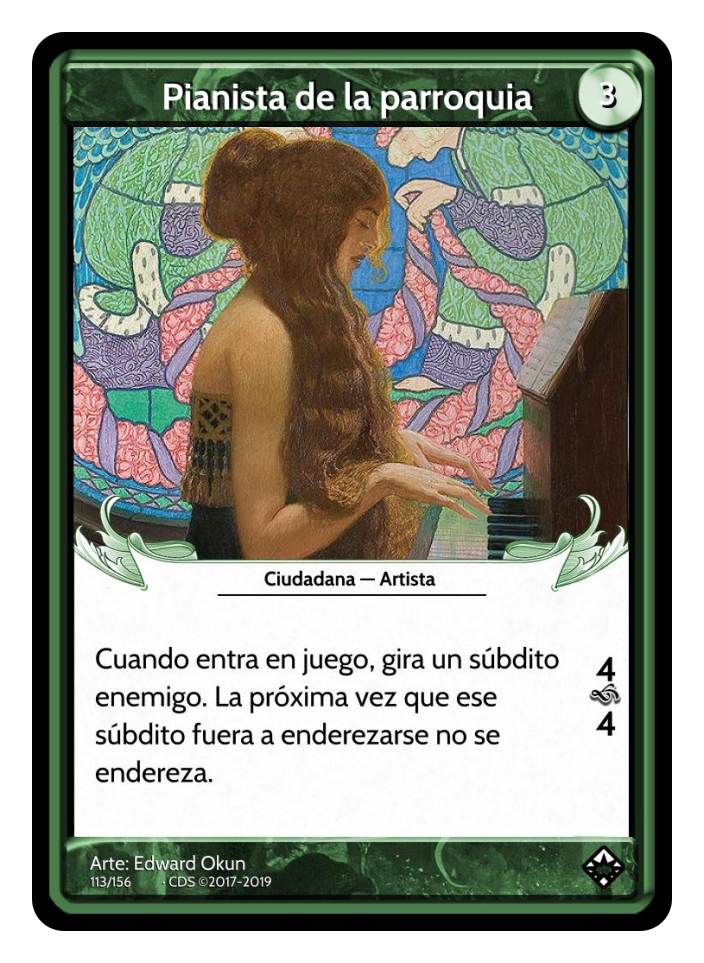 Pianista de la parroquia
3
Ciudadana — Artista
Cuando entra en juego, gira un súbdito
enemigo. La próxima vez que ese
súbdito fuera a enderezarse no se
endereza.
4
4
Arte: Edward Okun
113/156 · CDS ©2017-2019